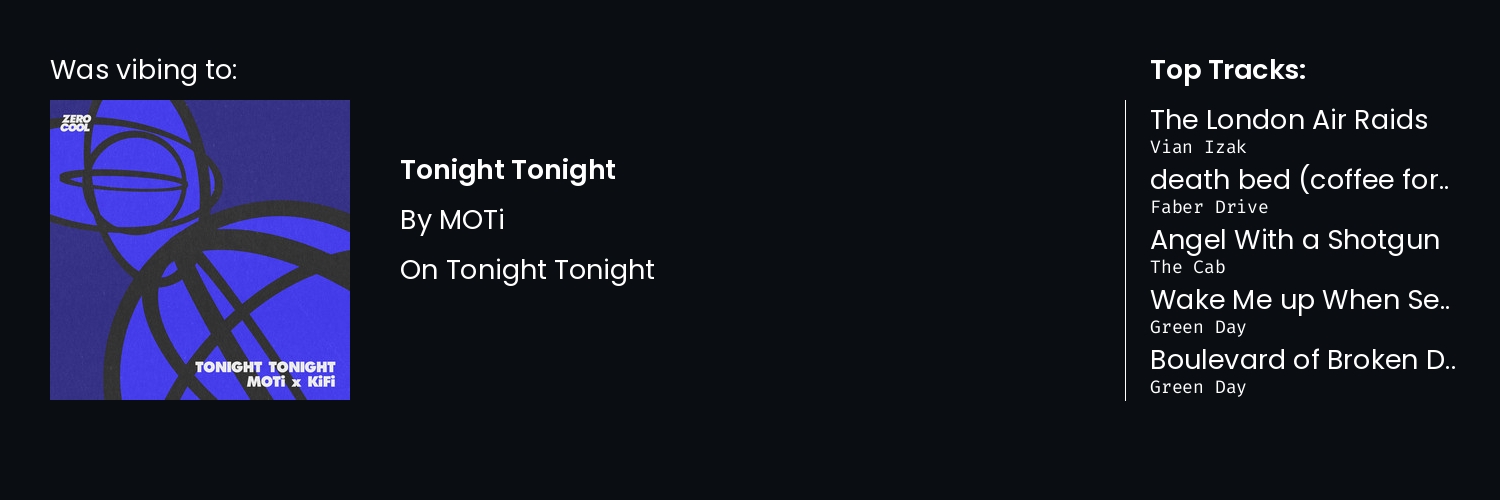 Was vibing to:
ZERO
COOL
TONIGHT TONIGHT
MOTi x KiFi
Tonight Tonight
By MOTi
On Tonight Tonight
Top Tracks:
The London Air Raids
Vian Izak
death bed (coffee for..
Faber Drive
Angel With a Shotgun
The Cab
Wake Me up When Se..
Green Day
Boulevard of Broken D..
Green Day